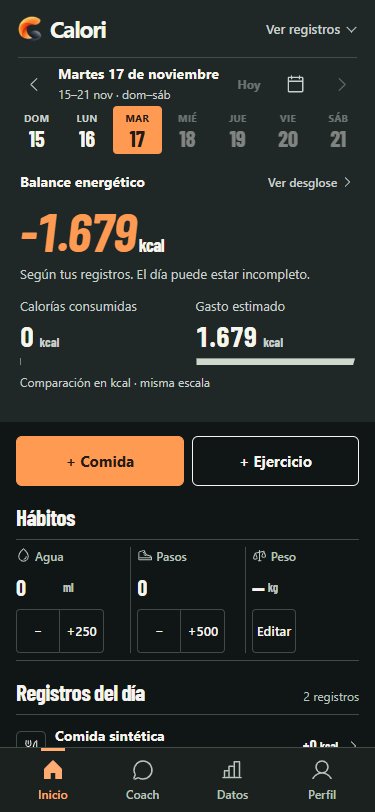 Calori
Ver registros
Martes 17 de noviembre
15–21 nov · dom–sáb
Hoy
DOM LUN MAR MIÉ JUE VIE SÁB
15 16 17 18 19 20 21
Balance energético
Ver desglose
-1.679 kcal
Según tus registros. El día puede estar incompleto.
Calorías consumidas
Gasto estimado
0 kcal
1.679 kcal
Comparación en kcal · misma escala
+ Comida
+ Ejercicio
Hábitos
Agua
Pasos
Peso
0 ml
0
— kg
− +250
− +500
Editar
Registros del día
2 registros
Comida sintética
+0 kcal
Inicio
Coach
Datos
Perfil